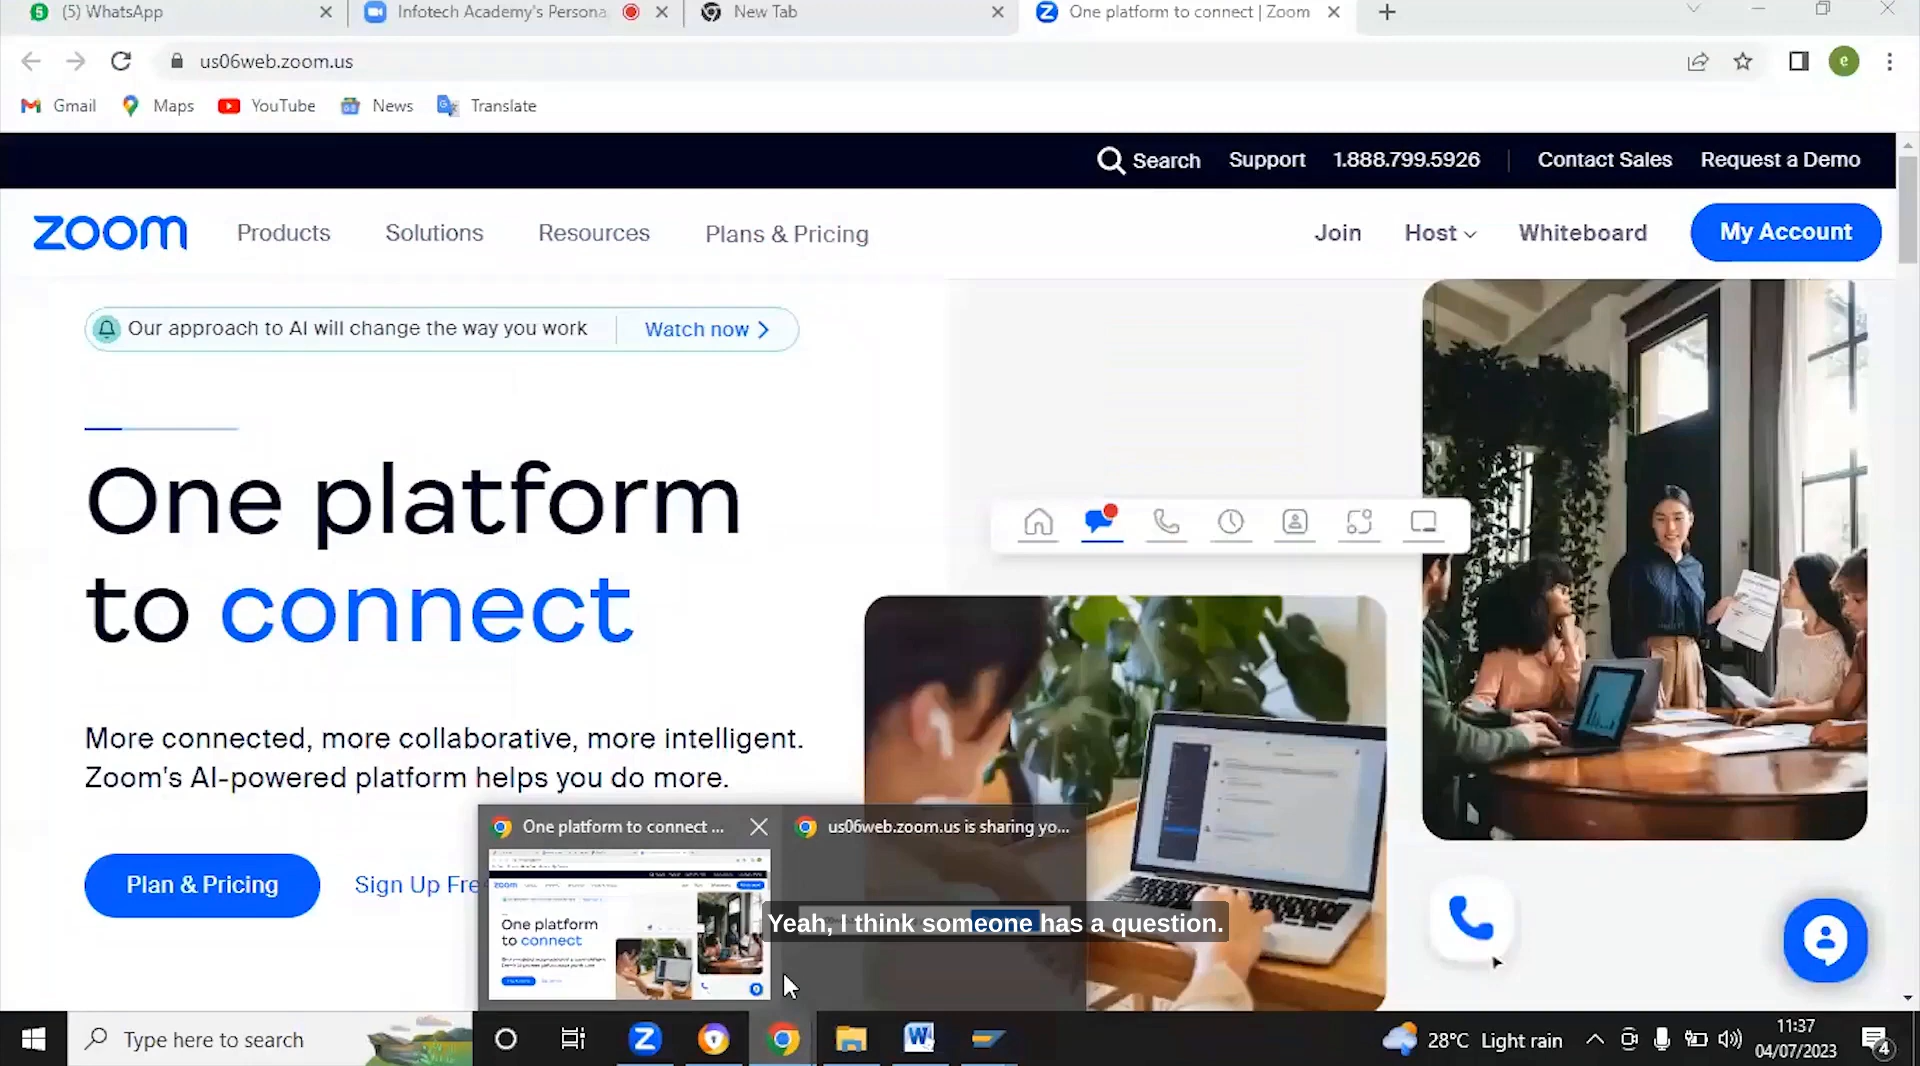 (5) WhatsApp
Infotech Academy's Persona
New Tab
One platform to connect | Zoom
us06web.zoom.us
Gmail
Maps
YouTube
News
Translate
Search
Support
1.888.799.5926
Contact Sales
Request a Demo
zoom
Products
Solutions
Resources
Plans & Pricing
Join
Host
Whiteboard
My Account
Our approach to AI will change the way you work
Watch now
One platform
to connect
More connected, more collaborative, more intelligent.
Zoom's AI-powered platform helps you do more.
Plan & Pricing
Sign Up Fre
One platform to connect ...
us06web.zoom.us is sharing yo...
zoom
One platform
to connect
Yeah, I think someone has a question.
Type here to search
28°C Light rain
11:37
04/07/2023
4